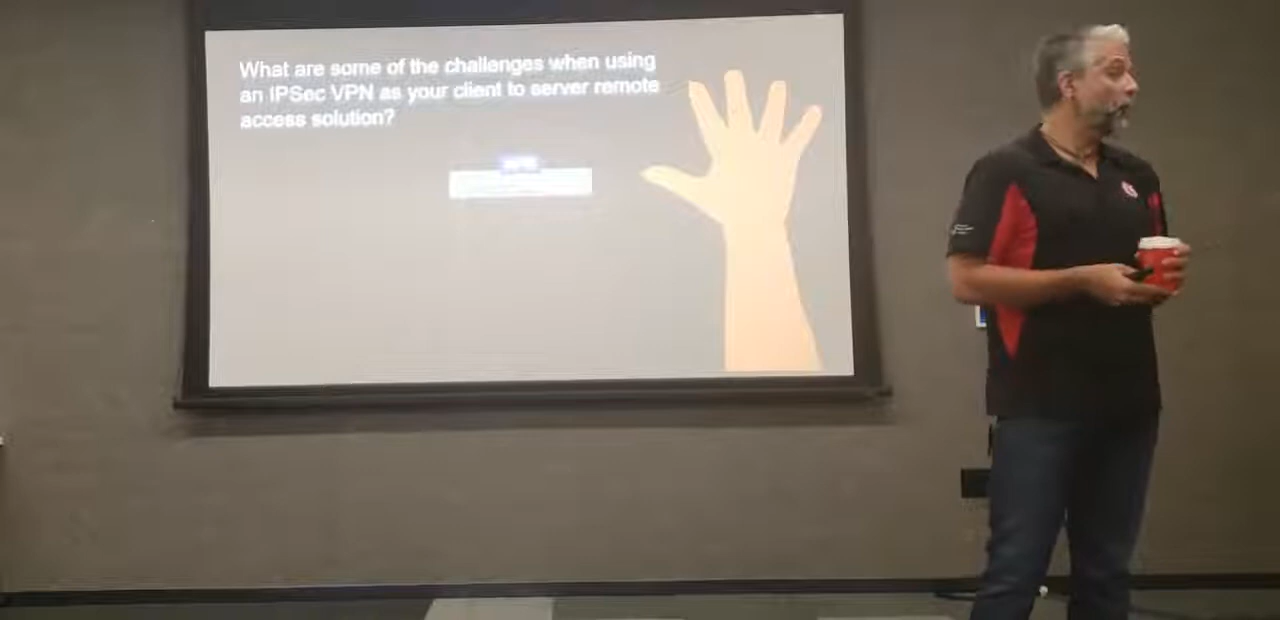 What are some of the challenges when using
an IPSec VPN as your client to server remote
access solution?